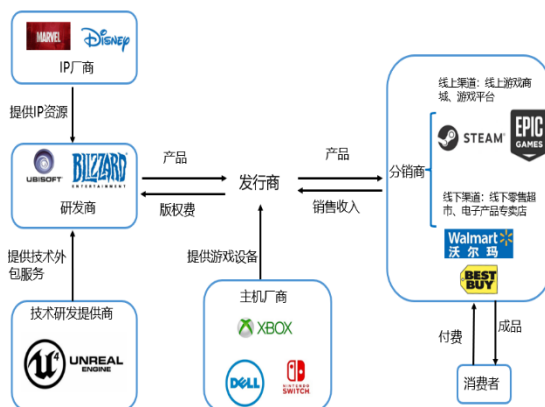 MARVEL
Disney
IP厂商
提供IP资源
UBISOFT
BLIZZARD
ENTERTAINMENT
研发商
产品
版权费
发行商
产品
销售收入
分销商
线上渠道：线上游戏商
城、游戏平台
STEAM
EPIC
GAMES
线下渠道：线下零售超
市、电子产品专卖店
Walmart
沃尔玛
BEST
BUY
提供技术外
包服务
提供游戏设备
技术研发提供商
4
UNREAL
ENGINE
主机厂商
XBOX
DELL
NINTENDO
SWITCH
付费
成品
消费者